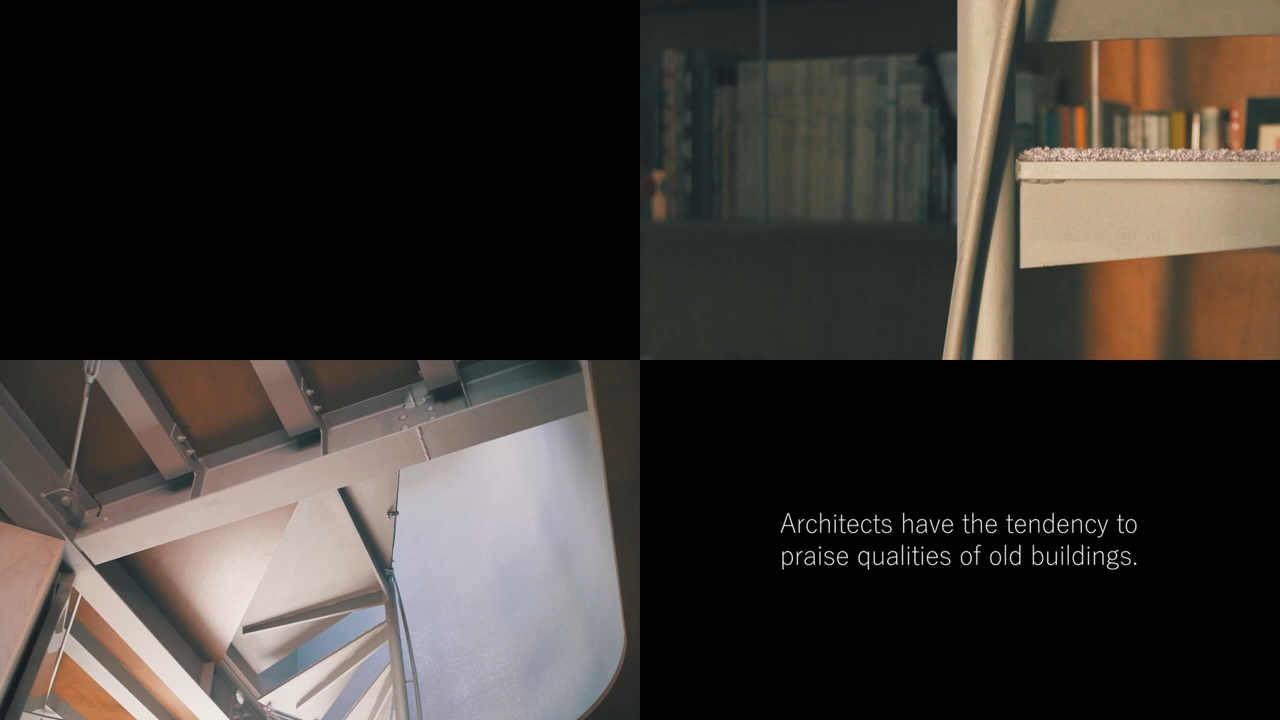 Architects have the tendency to
praise qualities of old buildings.